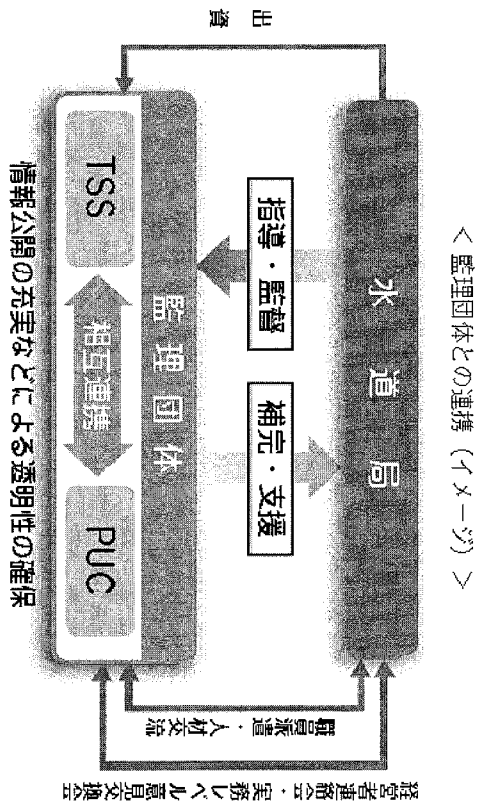 <監理団体との連携(イメージ)>
水道局
出資
指導・監督
補完・支援
監理団体
TSS
相互連携
PUC
職員派遣・人材交流
経営者連絡会・実務レベル意見交換会
情報公開の充実などによる透明性の確保